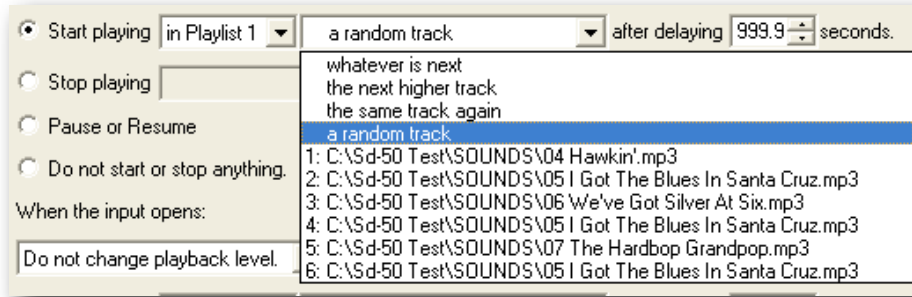 Start playing in Playlist 1 a random track after delaying 999.9 seconds.
whatever is next
Stop playing the next higher track
the same track again
Pause or Resume a random track
1: C:\Sd-50 Test\SOUNDS\04 Hawkin'.mp3
Do not start or stop anything. 2: C:\Sd-50 Test\SOUNDS\05 I Got The Blues In Santa Cruz.mp3
3: C:\Sd-50 Test\SOUNDS\06 We've Got Silver At Six.mp3
When the input opens: 4: C:\Sd-50 Test\SOUNDS\05 I Got The Blues In Santa Cruz.mp3
5: C:\Sd-50 Test\SOUNDS\07 The Hardbop Grandpop.mp3
Do not change playback level. 6: C:\Sd-50 Test\SOUNDS\05 I Got The Blues In Santa Cruz.mp3